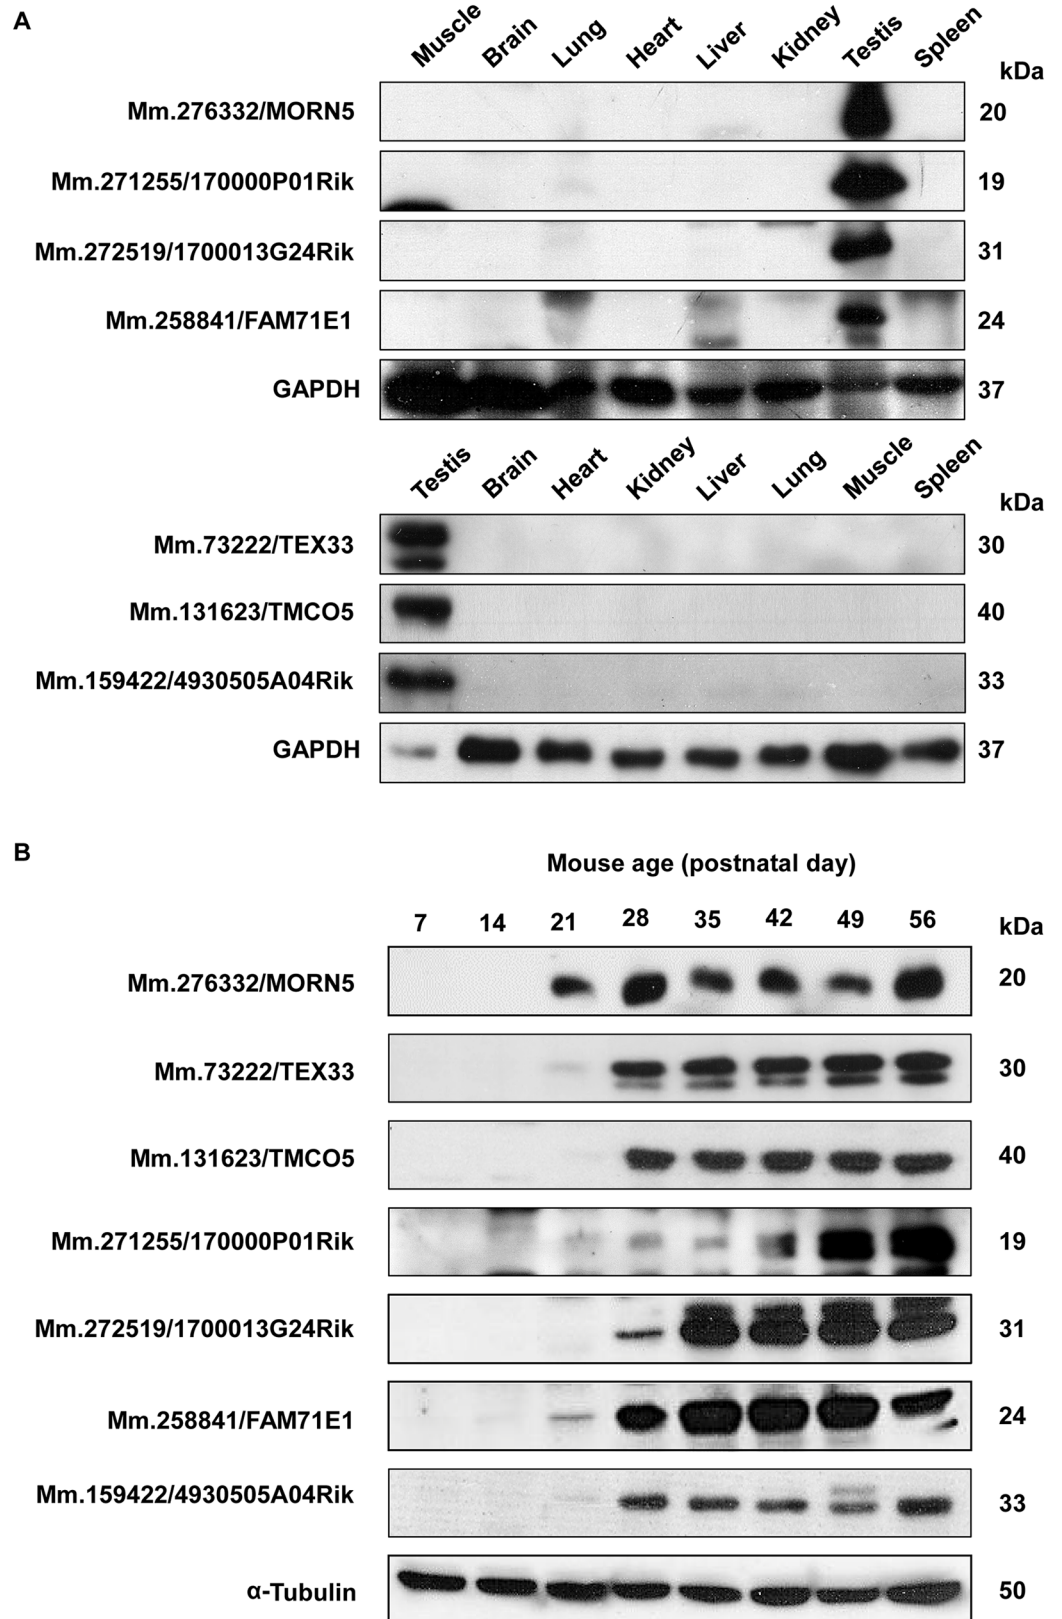 A
Muscle Brain Lung Heart Liver Kidney Testis Spleen
kDa
Mm.276332/MORN5 20
Mm.271255/170000P01Rik 19
Mm.272519/1700013G24Rik 31
Mm.258841/FAM71E1 24
GAPDH 37
Testis Brain Heart Kidney Liver Lung Muscle Spleen
kDa
Mm.73222/TEX33 30
Mm.131623/TMCO5 40
Mm.159422/4930505A04Rik 33
GAPDH 37
B
Mouse age (postnatal day)
7 14 21 28 35 42 49 56 kDa
Mm.276332/MORN5 20
Mm.73222/TEX33 30
Mm.131623/TMCO5 40
Mm.271255/170000P01Rik 19
Mm.272519/1700013G24Rik 31
Mm.258841/FAM71E1 24
Mm.159422/4930505A04Rik 33
α-Tubulin 50